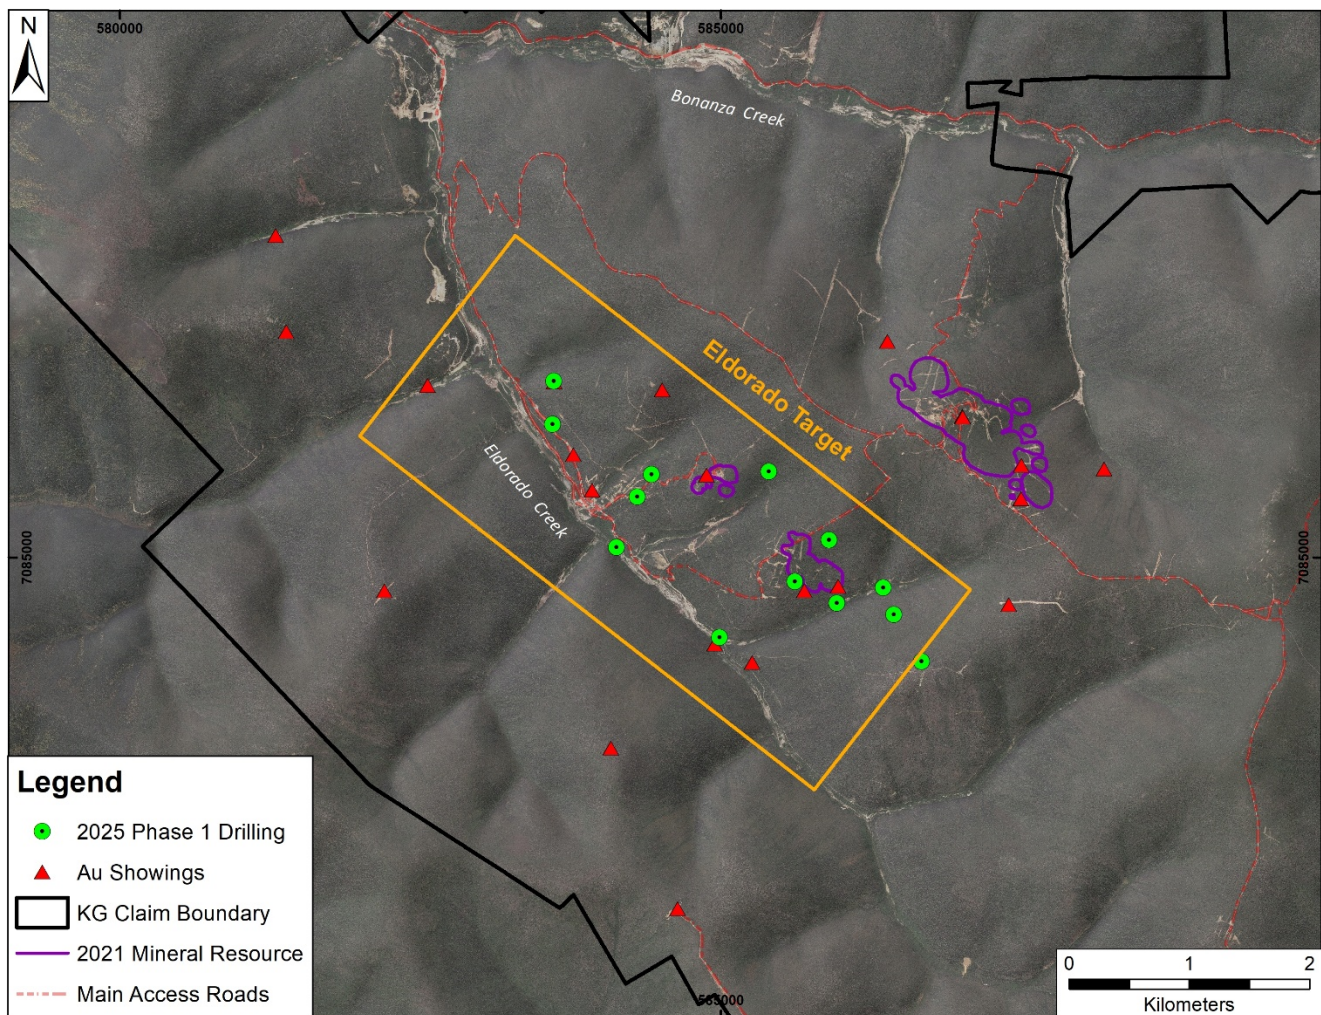 580000
585000
N
Bonanza Creek
Eldorado Target
Eldorado Creek
7085000
7085000
Legend
2025 Phase 1 Drilling
Au Showings
KG Claim Boundary
2021 Mineral Resource
Main Access Roads
585000
0 1 2
Kilometers